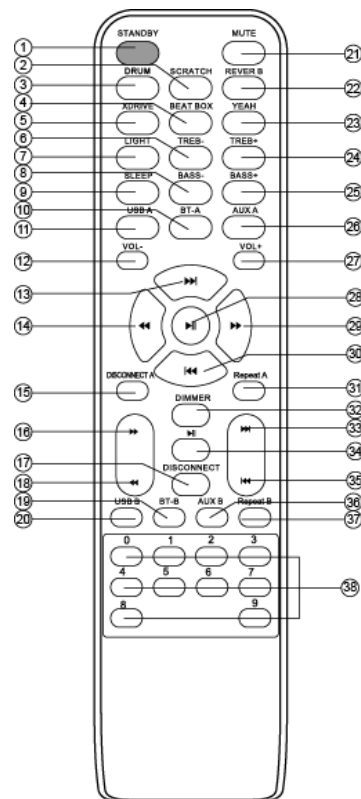 STANDBY MUTE
1 2 21
DRUM SCRATCH REVER B
3 22
4
XDRIVE BEAT BOX YEAH
5 23
6
LIGHT TREB- TREB+
7 24
8
SLEEP BASS- BASS+
9 25
10
USB A BT-A AUX A
11 26
VOL- VOL+
12 27
13 28
14 29
30
DISCONNECT A Repeat A
15 31
DIMMER
32
16 33
17 34
DISCONNECT
18 35
19 36
USB B BT-B AUX B Repeat B
20 37
0 1 2 3
4 5 6 7
38
8 9